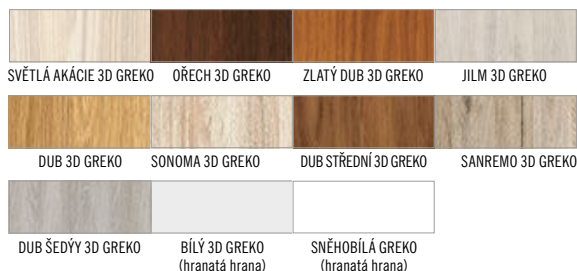 SVĚTLÁ AKÁCIE 3D GREKO OŘECH 3D GREKO ZLATÝ DUB 3D GREKO JILM 3D GREKO
DUB 3D GREKO SONOMA 3D GREKO DUB STŘEDNÍ 3D GREKO SANREMO 3D GREKO
DUB ŠEDÝY 3D GREKO BÍLÝ 3D GREKO SNĚHOBÍLÁ GREKO
(hranatá hrana) (hranatá hrana)